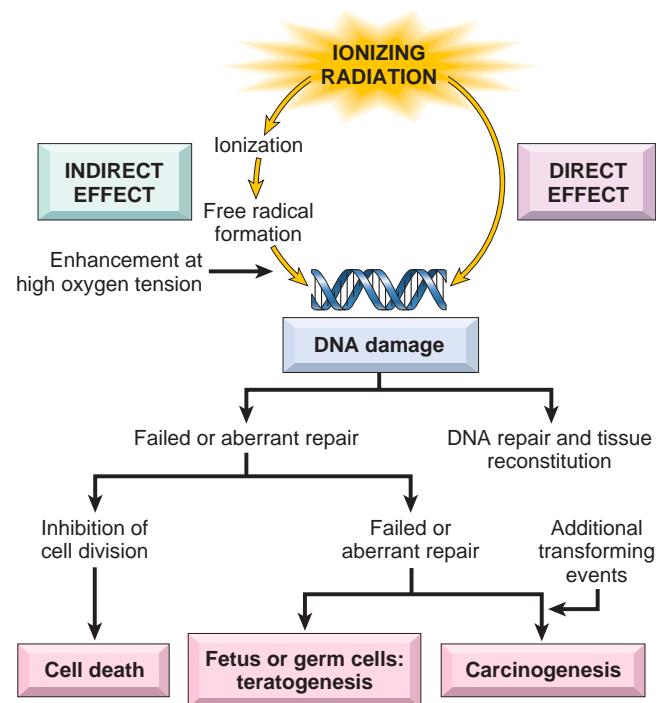 IONIZING
RADIATION
Ionization
INDIRECT
EFFECT
DIRECT
EFFECT
Free radical
formation
Enhancement at
high oxygen tension
DNA damage
Failed or aberrant repair
DNA repair and tissue
reconstitution
Inhibition of
cell division
Failed or
aberrant repair
Additional
transforming
events
Cell death
Fetus or germ cells:
teratogenesis
Carcinogenesis